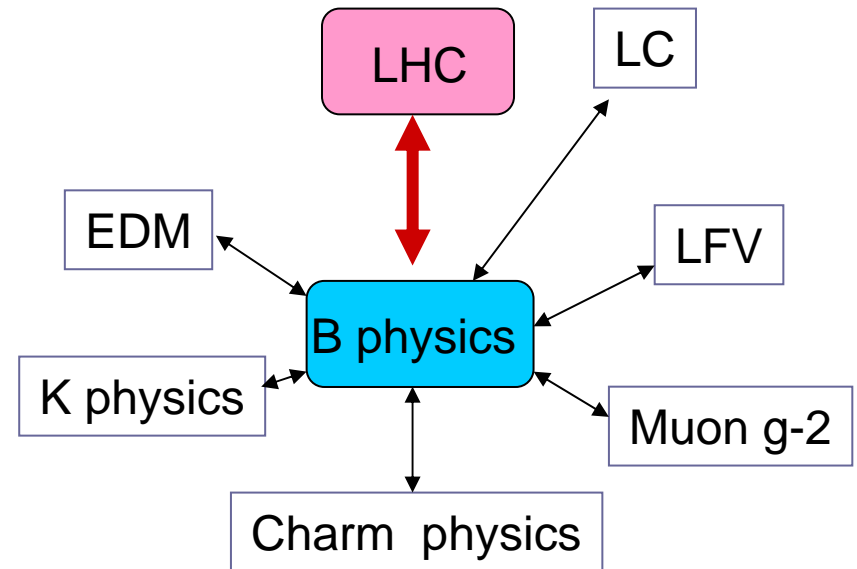 LHC
LC
EDM
LFV
B physics
K physics
Muon g-2
Charm physics